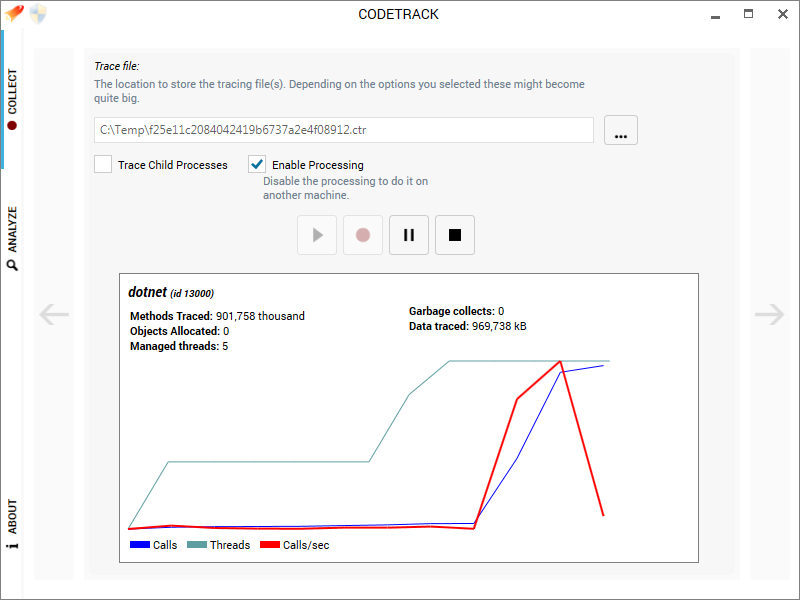 CODETRACK
COLLECT
ANALYZE
ABOUT
Trace file:
The location to store the tracing file(s). Depending on the options you selected these might become
quite big.
C:\Temp\f25e11c2084042419b6737a2e4f08912.ctr
...
Trace Child Processes
Enable Processing
Disable the processing to do it on
another machine.
dotnet (id 13000)
Methods Traced: 901,758 thousand
Objects Allocated: 0
Managed threads: 5
Garbage collects: 0
Data traced: 969,738 kB
Calls Threads Calls/sec